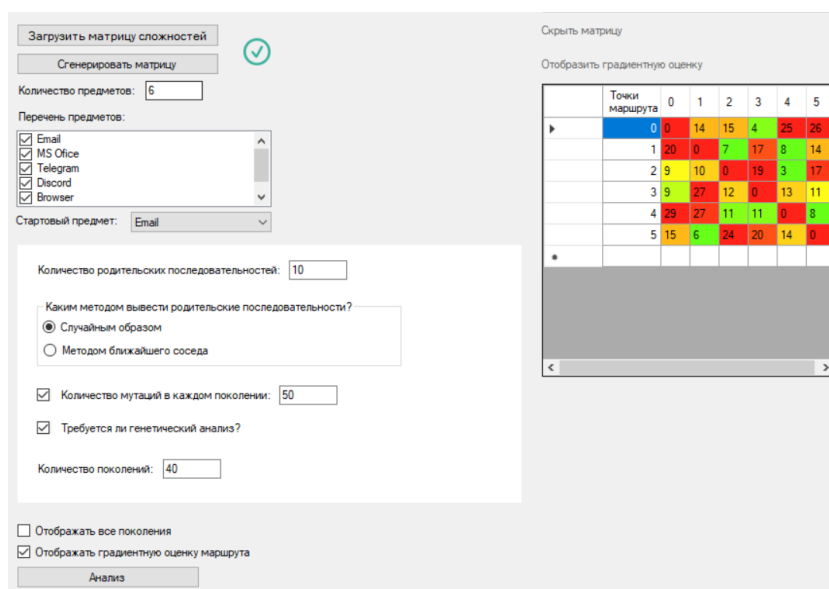 Загрузить матрицу сложностей
Сгенерировать матрицу
Количество предметов: 6
Перечень предметов:
Email
MS Ofice
Telegram
Discord
Browser
Стартовый предмет: Email
Количество родительских последовательностей: 10
Каким методом вывести родительские последовательности?
Случайным образом
Методом ближайшего соседа
Количество мутаций в каждом поколении: 50
Требуется ли генетический анализ?
Количество поколений: 40
Отображать все поколения
Отображать градиентную оценку маршрута
Анализ
Скрыть матрицу
Отобразить градиентную оценку
Точки
маршрута 0 1 2 3 4 5
0 0 14 15 4 25 26
1 20 0 7 17 8 14
2 9 10 0 19 3 17
3 9 27 12 0 13 11
4 29 27 11 11 0 8
5 15 6 24 20 14 0